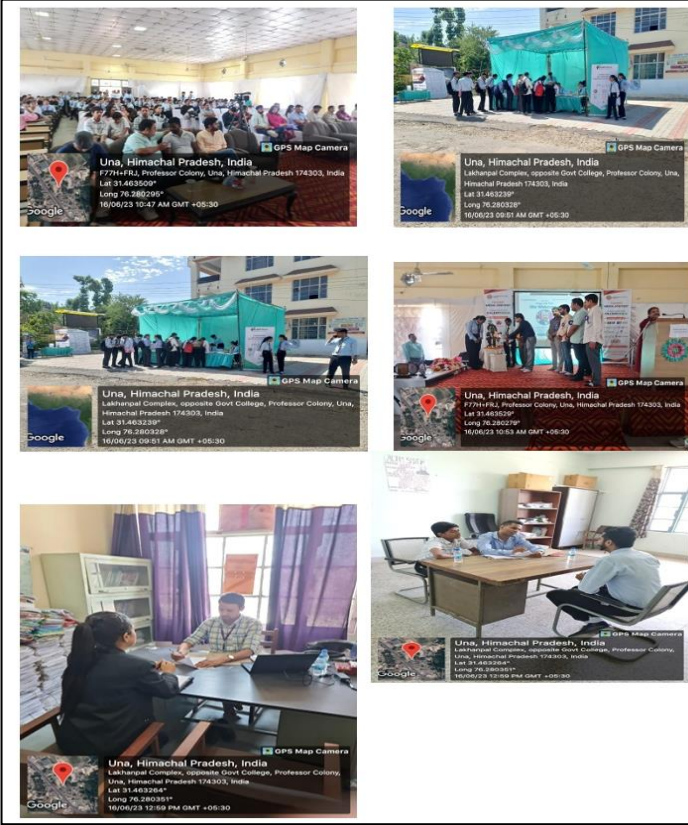 GPS Map Camera
Una, Himachal Pradesh, India
F77H+FRJ, Professor Colony, Una, Himachal Pradesh 174303, India
Lat 31.463509°
Long 76.280295°
16/06/23 10:47 AM GMT +05:30
Google
GPS Map Camera
Una, Himachal Pradesh, India
Lakhanpal Complex, opposite Govt College, Professor Colony, Una,
Himachal Pradesh 174303, India
Lat 31.463239°
Long 76.280328°
16/06/23 09:51 AM GMT +05:30
Google
GPS Map Camera
Una, Himachal Pradesh, India
Lakhanpal Complex, opposite Govt College, Professor Colony, Una,
Himachal Pradesh 174303, India
Lat 31.463239°
Long 76.280328°
16/06/23 09:51 AM GMT +05:30
Google
GPS Map Camera
Una, Himachal Pradesh, India
F77H+FRJ, Professor Colony, Una, Himachal Pradesh 174303, India
Lat 31.463529°
Long 76.280279°
16/06/23 10:53 AM GMT +05:30
Google
GPS Map Camera
Una, Himachal Pradesh, India
Lakhanpal Complex, opposite Govt College, Professor Colony,
Una, Himachal Pradesh 174303, India
Lat 31.463264°
Long 76.280351°
16/06/23 12:59 PM GMT +05:30
Google
GPS Map Camera
Una, Himachal Pradesh, India
Lakhanpal Complex, opposite Govt College, Professor Colony,
Una, Himachal Pradesh 174303, India
Lat 31.463264°
Long 76.280351°
16/06/23 12:59 PM GMT +05:30
Google